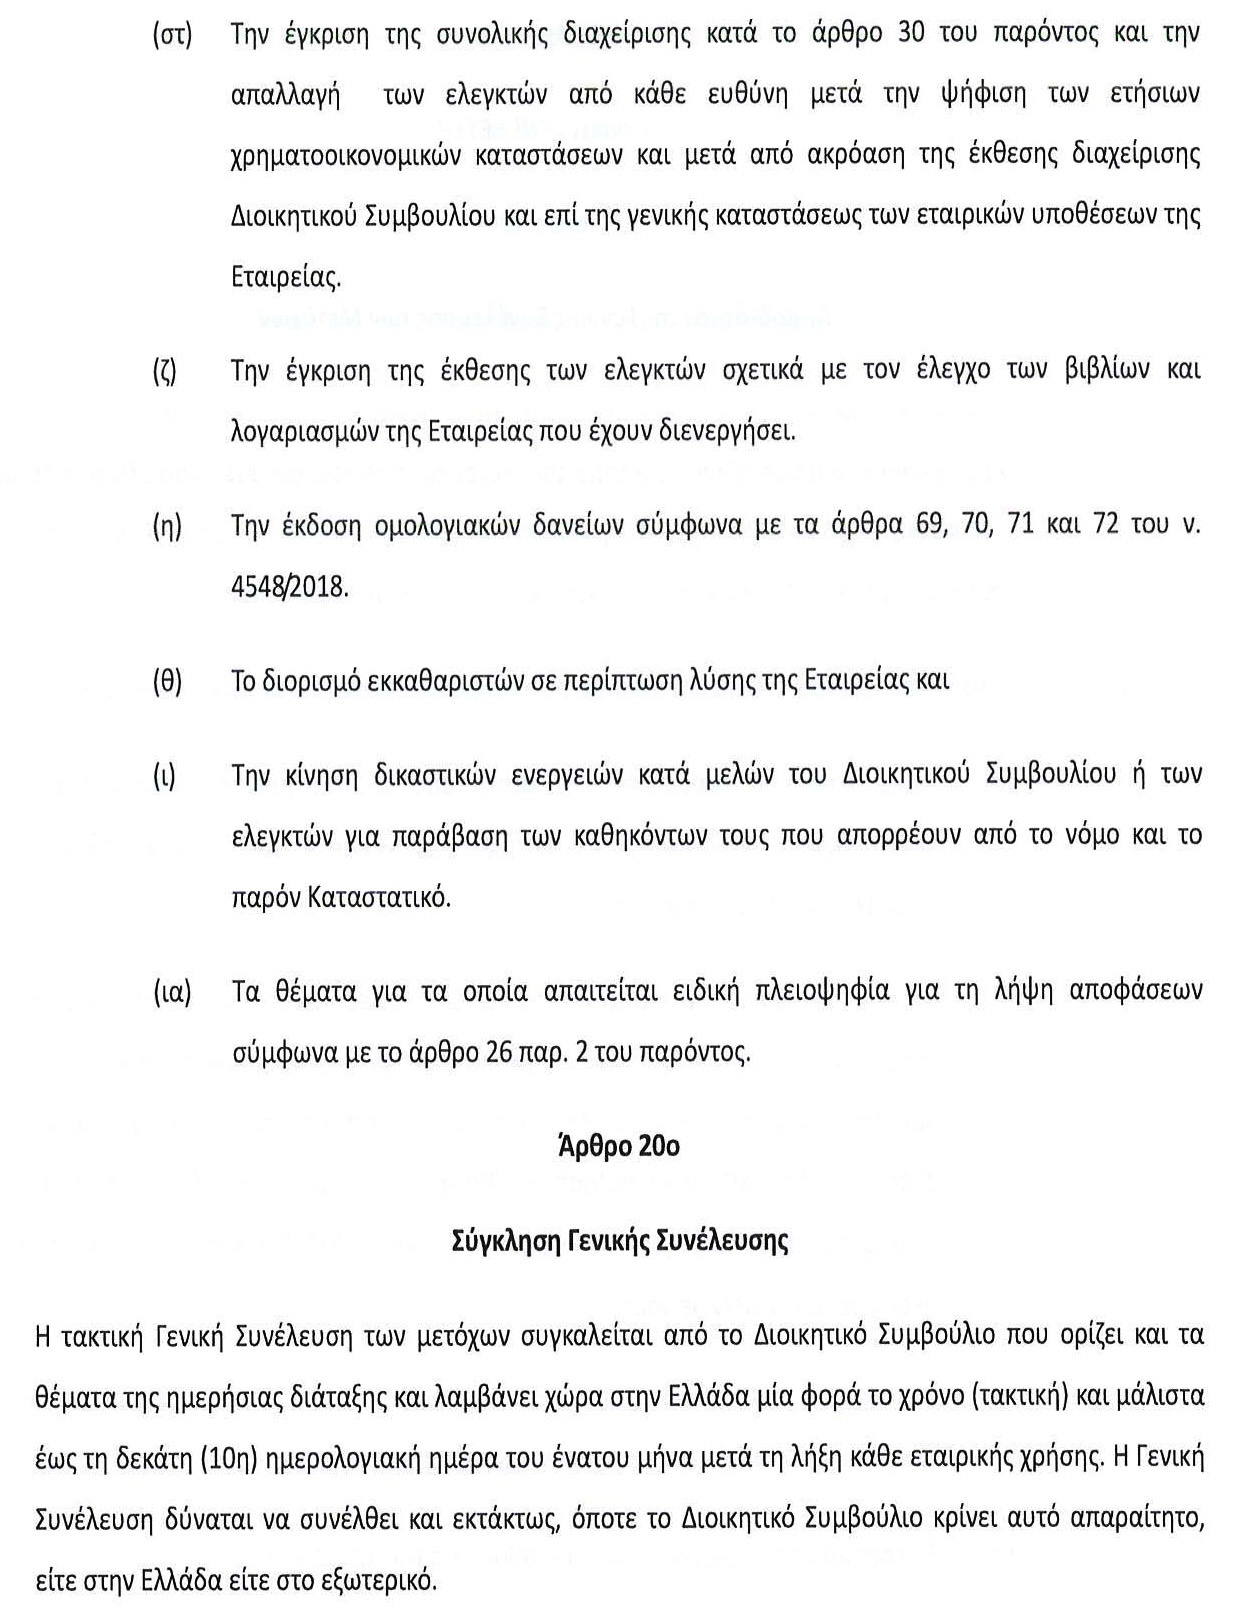 (στ) Την έγκριση της συνολικής διαχείρισης κατά το άρθρο 30 του παρόντος και την
απαλλαγή των ελεγκτών από κάθε ευθύνη μετά την ψήφιση των ετήσιων
χρηματοοικονομικών καταστάσεων και μετά από ακρόαση της έκθεσης διαχείρισης
Διοικητικού Συμβουλίου και επί της γενικής καταστάσεως των εταιρικών υποθέσεων της
Εταιρείας.
(ζ) Την έγκριση της έκθεσης των ελεγκτών σχετικά με τον έλεγχο των βιβλίων και
λογαριασμών της Εταιρείας που έχουν διενεργήσει.
(η) Την έκδοση ομολογιακών δανείων σύμφωνα με τα άρθρα 69, 70, 71 και 72 του ν.
4548/2018.
(θ) Το διορισμό εκκαθαριστών σε περίπτωση λύσης της Εταιρείας και
(ι) Την κίνηση δικαστικών ενεργειών κατά μελών του Διοικητικού Συμβουλίου ή των
ελεγκτών για παράβαση των καθηκόντων τους που απορρέουν από το νόμο και το
παρόν Καταστατικό.
(ια) Τα θέματα για τα οποία απαιτείται ειδική πλειοψηφία για τη λήψη αποφάσεων
σύμφωνα με το άρθρο 26 παρ. 2 του παρόντος.
Άρθρο 20ο
Σύγκληση Γενικής Συνέλευσης
Η τακτική Γενική Συνέλευση των μετόχων συγκαλείται από το Διοικητικό Συμβούλιο που ορίζει και τα
θέματα της ημερήσιας διάταξης και λαμβάνει χώρα στην Ελλάδα μία φορά το χρόνο (τακτική) και μάλιστα
έως τη δεκάτη (10η) ημερολογιακή ημέρα του ένατου μήνα μετά τη λήξη κάθε εταιρικής χρήσης. Η Γενική
Συνέλευση δύναται να συνέλθει και εκτάκτως, όποτε το Διοικητικό Συμβούλιο κρίνει αυτό απαραίτητο,
είτε στην Ελλάδα είτε στο εξωτερικό.